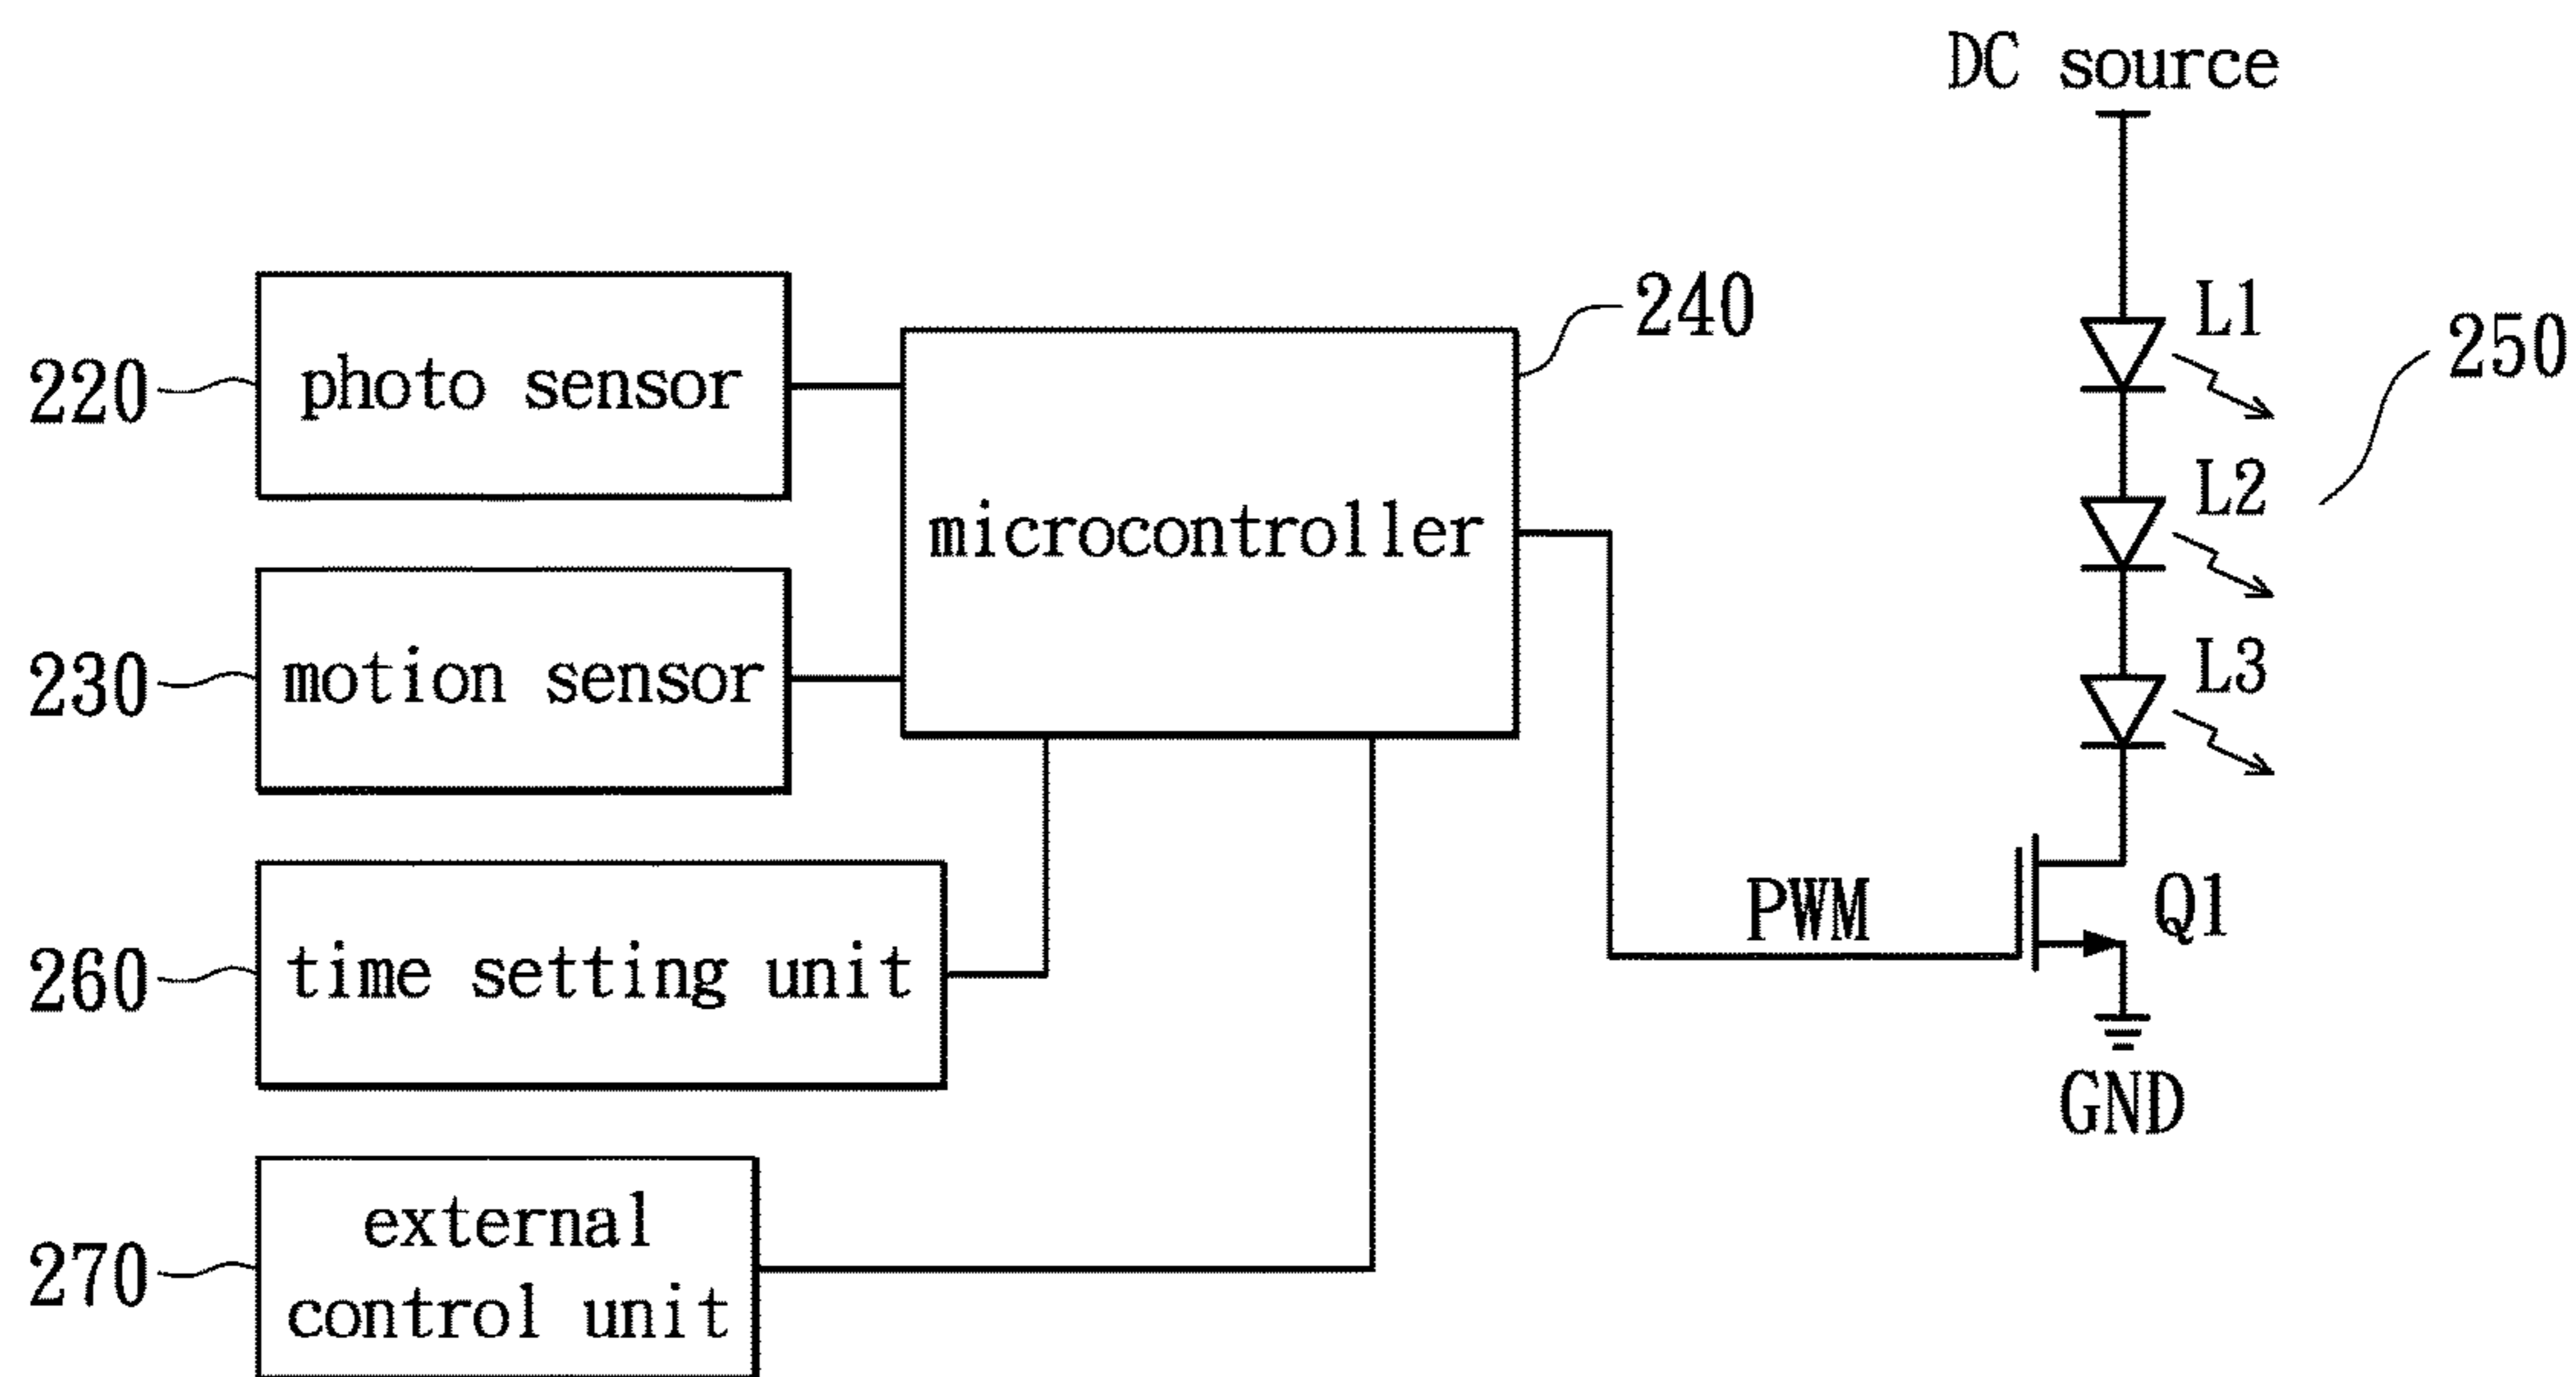 DC source
L1
240
250
220
photo sensor
L2
microcontroller
230
motion sensor
L3
PWM
Q1
260
time setting unit
GND
270
external
control unit